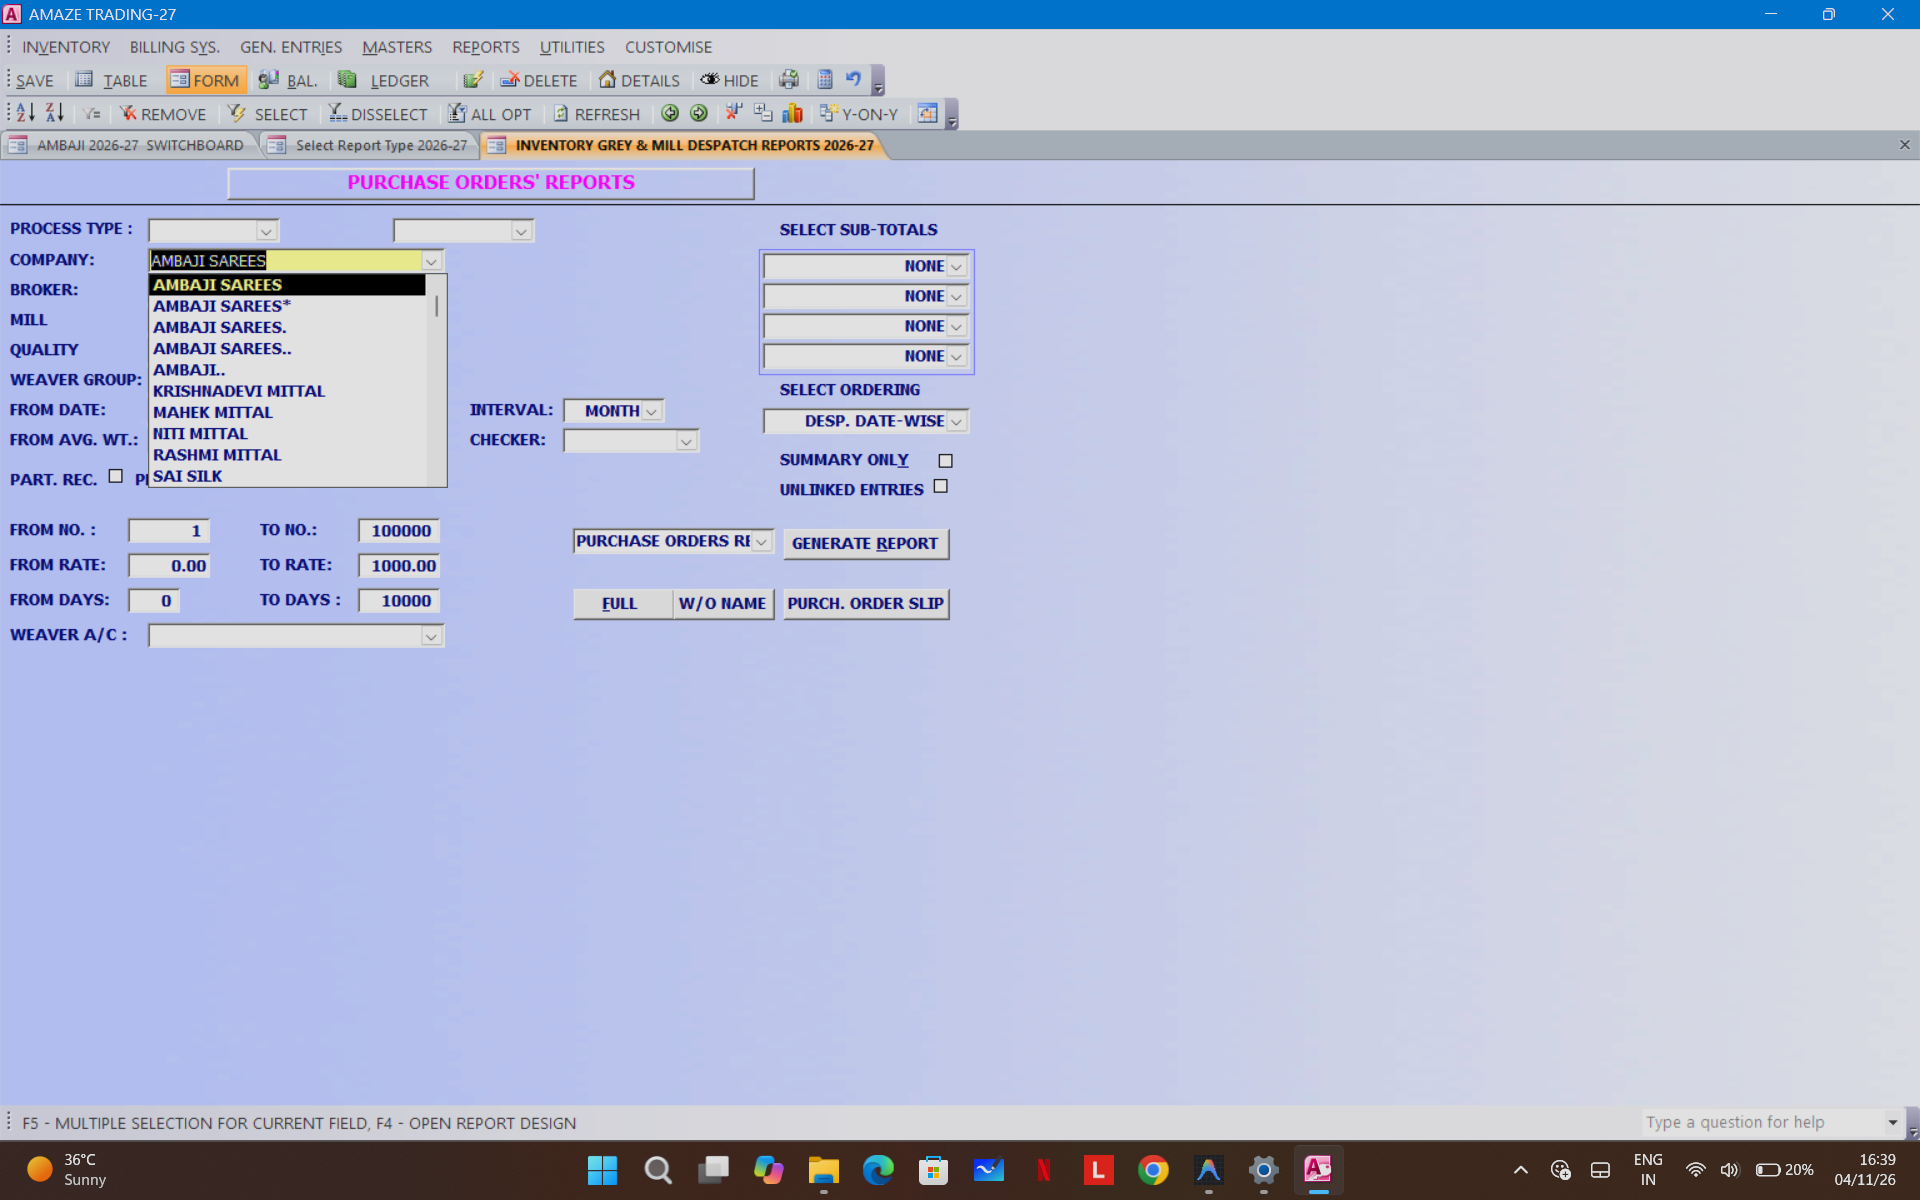 AMAZE TRADING-27
INVENTORY BILLING SYS. GEN. ENTRIES MASTERS REPORTS UTILITIES CUSTOMISE
SAVE TABLE FORM BAL. LEDGER DELETE DETAILS HIDE
REMOVE SELECT DISSELECT ALL OPT REFRESH Y-ON-Y
AMBAJI 2026-27 SWITCHBOARD Select Report Type 2026-27 INVENTORY GREY & MILL DESPATCH REPORTS 2026-27
PURCHASE ORDERS' REPORTS
PROCESS TYPE : SELECT SUB-TOTALS
COMPANY: AMBAJI SAREES NONE
AMBAJI SAREES
BROKER: AMBAJI SAREES* NONE
MILL AMBAJI SAREES. NONE
QUALITY AMBAJI SAREES.. NONE
AMBAJI..
WEAVER GROUP: KRISHNADEVI MITTAL SELECT ORDERING
FROM DATE: MAHEK MITTAL INTERVAL: MONTH DESP. DATE-WISE
FROM AVG. WT.: NITI MITTAL CHECKER:
RASHMI MITTAL SUMMARY ONLY
PART. REC. SAI SILK UNLINKED ENTRIES
FROM NO. : 1 TO NO.: 100000 PURCHASE ORDERS RE GENERATE REPORT
FROM RATE: 0.00 TO RATE: 1000.00
FROM DAYS: 0 TO DAYS : 10000 FULL W/O NAME PURCH. ORDER SLIP
WEAVER A/C :
F5 - MULTIPLE SELECTION FOR CURRENT FIELD, F4 - OPEN REPORT DESIGN Type a question for help
36°C
Sunny
ENG
IN
20%
16:39
04/11/26